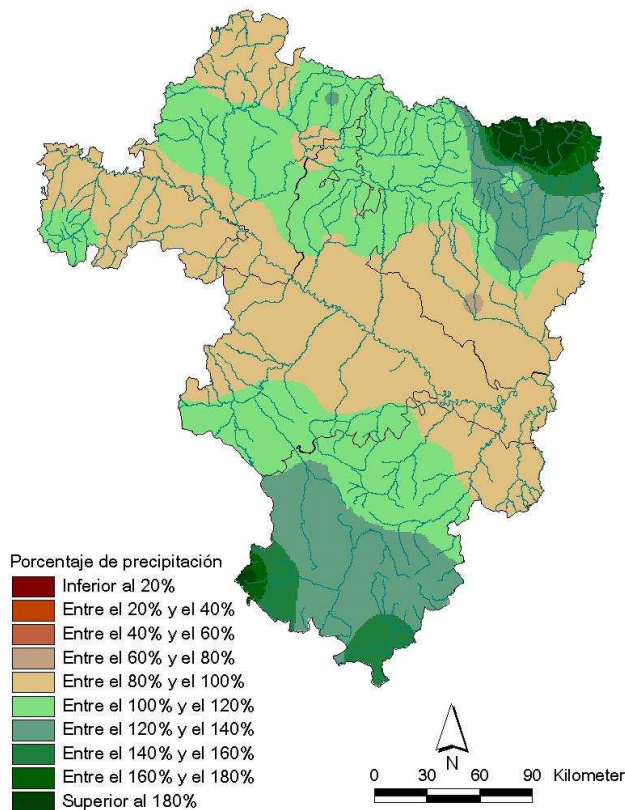 Porcentaje de precipitación
Inferior al 20%
Entre el 20% y el 40%
Entre el 40% y el 60%
Entre el 60% y el 80%
Entre el 80% y el 100%
Entre el 100% y el 120%
Entre el 120% y el 140%
Entre el 140% y el 160%
Entre el 160% y el 180%
Superior al 180%
N
0 30 60 90 Kilometer